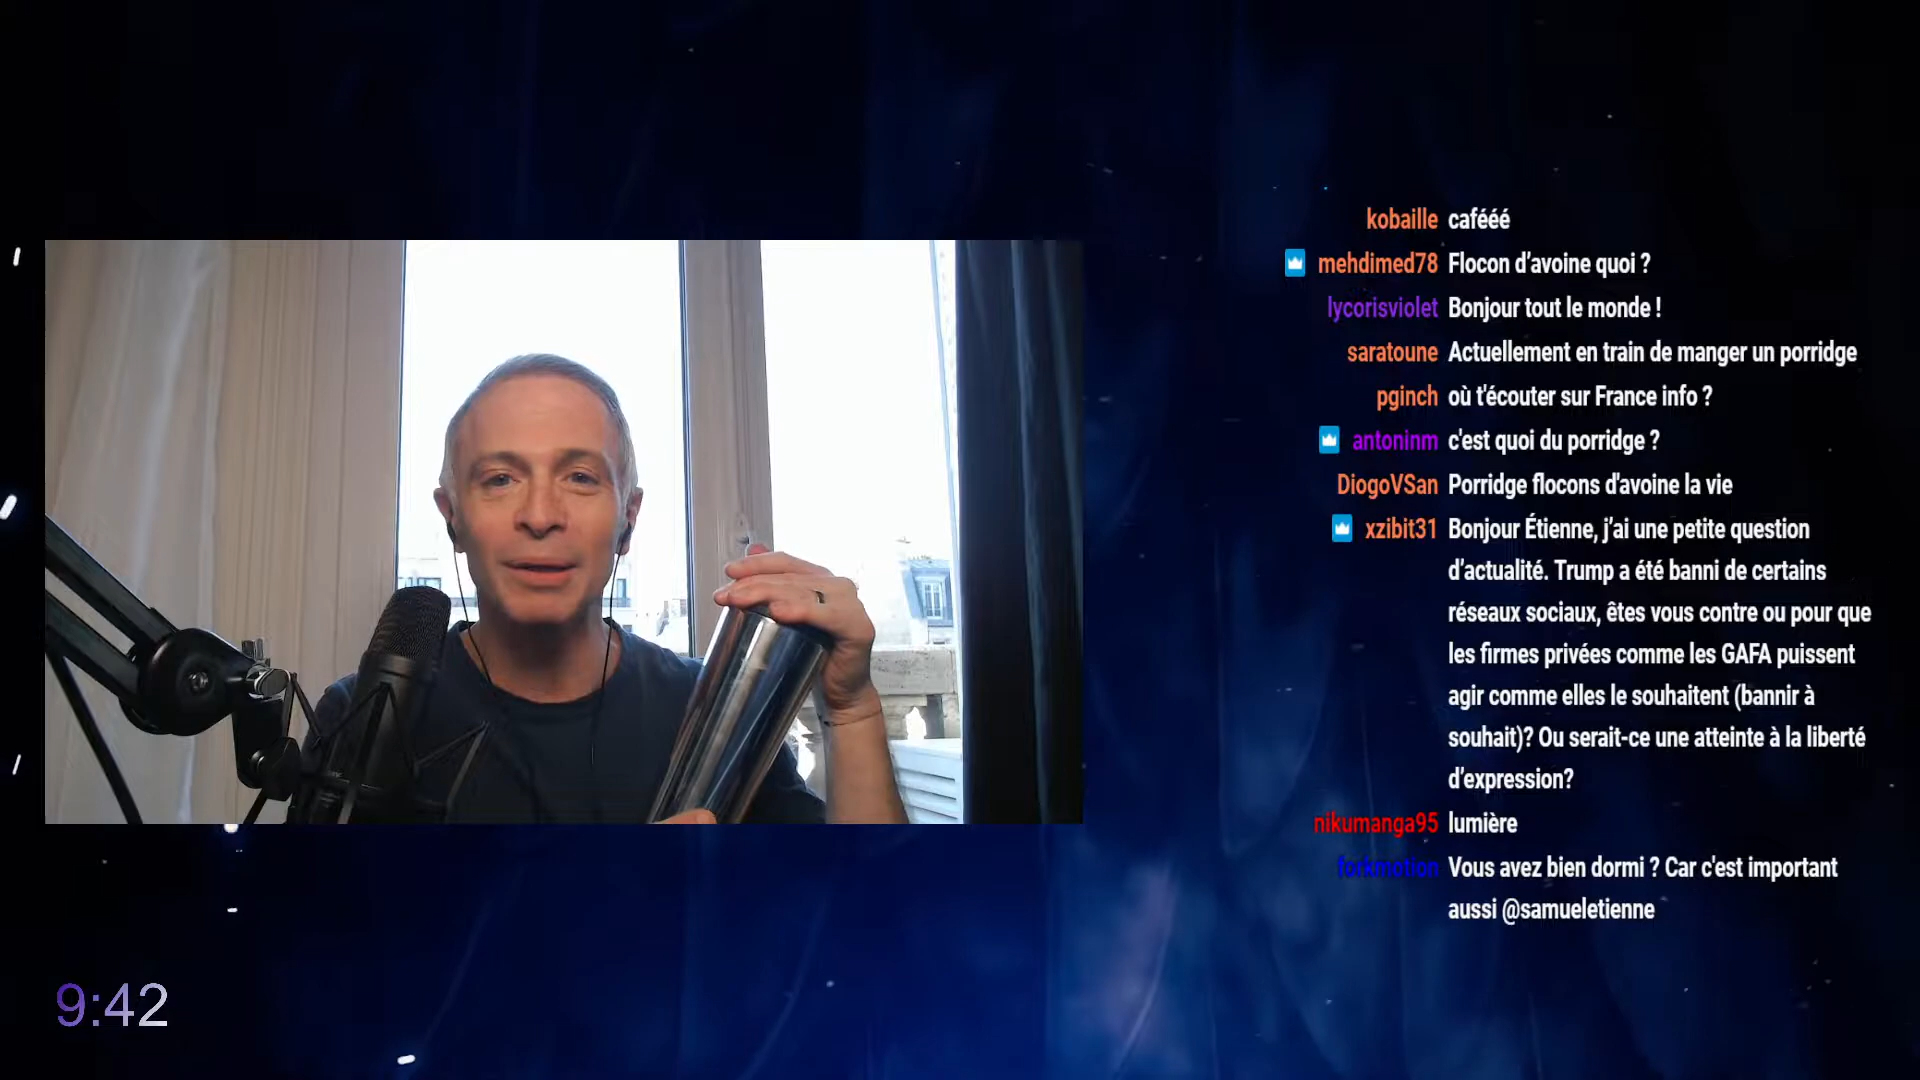 kobaille caféééé
mehdimed78 Flocon d’avoine quoi ?
lycorisviolet Bonjour tout le monde !
saratoune Actuellement en train de manger un porridge
pginch où t'écouter sur France info ?
antoninm c'est quoi du porridge ?
DiogoVSan Porridge flocons d'avoine la vie
xzibit31 Bonjour Étienne, j’ai une petite question
d’actualité. Trump a été banni de certains
réseaux sociaux, êtes vous contre ou pour que
les firmes privées comme les GAFA puissent
agir comme elles le souhaitent (bannir à
souhait)? Ou serait-ce une atteinte à la liberté
d’expression?
nikumanga95 lumière
forkmotion Vous avez bien dormi ? Car c'est important
aussi @samueletienne
9:42